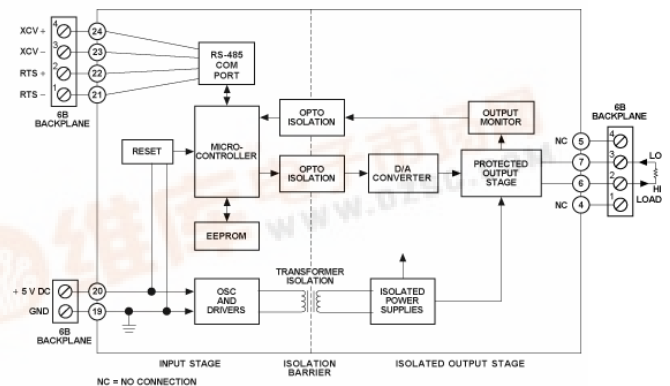 XCV +
XCV –
RTS +
RTS –
4
3
2
1
24
23
22
21
6B
BACKPLANE
RS-485
COM
PORT
OPTO
ISOLATION
OUTPUT
MONITOR
6B
BACKPLANE
RESET
MICRO-
CONTROLLER
OPTO
ISOLATION
D/A
CONVERTER
PROTECTED
OUTPUT
STAGE
NC
5
7
6
NC
4
4
3
2
1
LO
HI
LOAD
EEPROM
TRANSFORMER
ISOLATION
+ 5 V DC
GND
20
19
6B
BACKPLANE
OSC
AND
DRIVERS
ISOLATED
POWER
SUPPLIES
INPUT STAGE
ISOLATION
BARRIER
ISOLATED OUTPUT STAGE
NC = NO CONNECTION